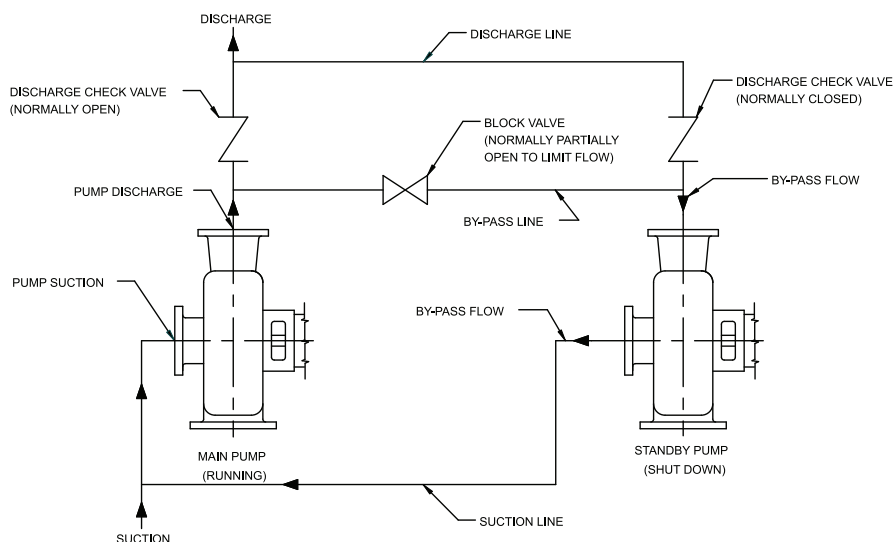 DISCHARGE
DISCHARGE LINE
DISCHARGE CHECK VALVE
(NORMALLY OPEN)
BLOCK VALVE
(NORMALLY PARTIALLY
OPEN TO LIMIT FLOW)
DISCHARGE CHECK VALVE
(NORMALLY CLOSED)
PUMP DISCHARGE
BY-PASS LINE
BY-PASS FLOW
PUMP SUCTION
BY-PASS FLOW
MAIN PUMP
(RUNNING)
STANDBY PUMP
(SHUT DOWN)
SUCTION LINE
SUCTION